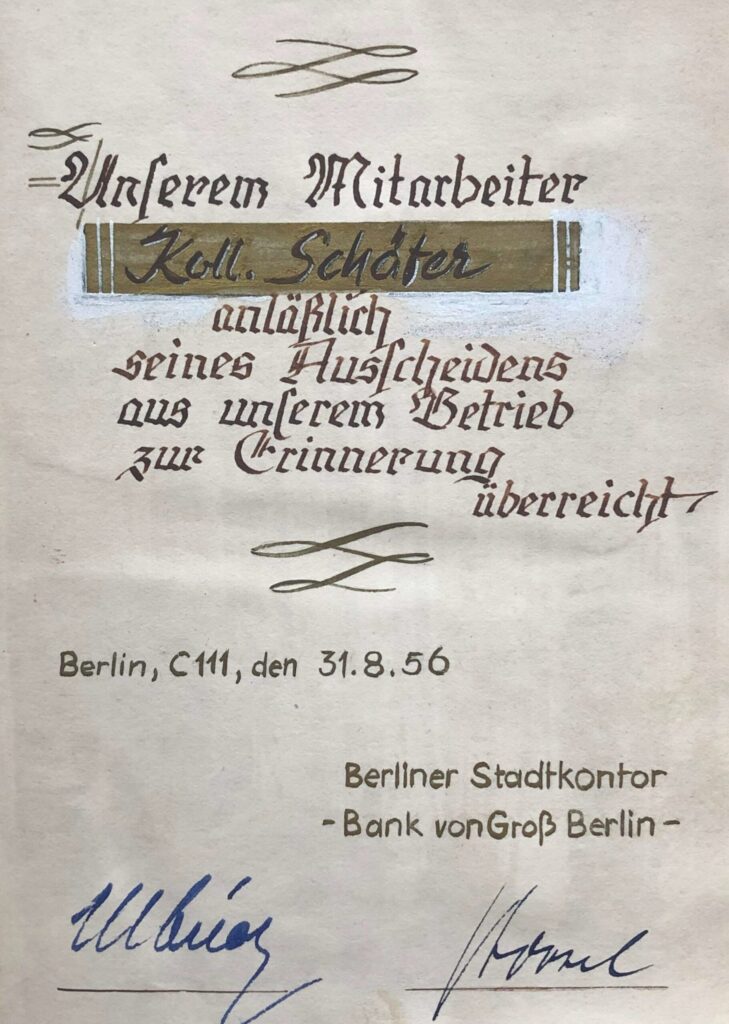 Unserem Mitarbeiter
Koll. Schäfer
anläßlich
seines Ausscheidens
aus unserem Betrieb
zur Erinnerung
überreicht
Berlin, C111, den 31.8.56
Berliner Stadtkontor
- Bank von Groß Berlin -